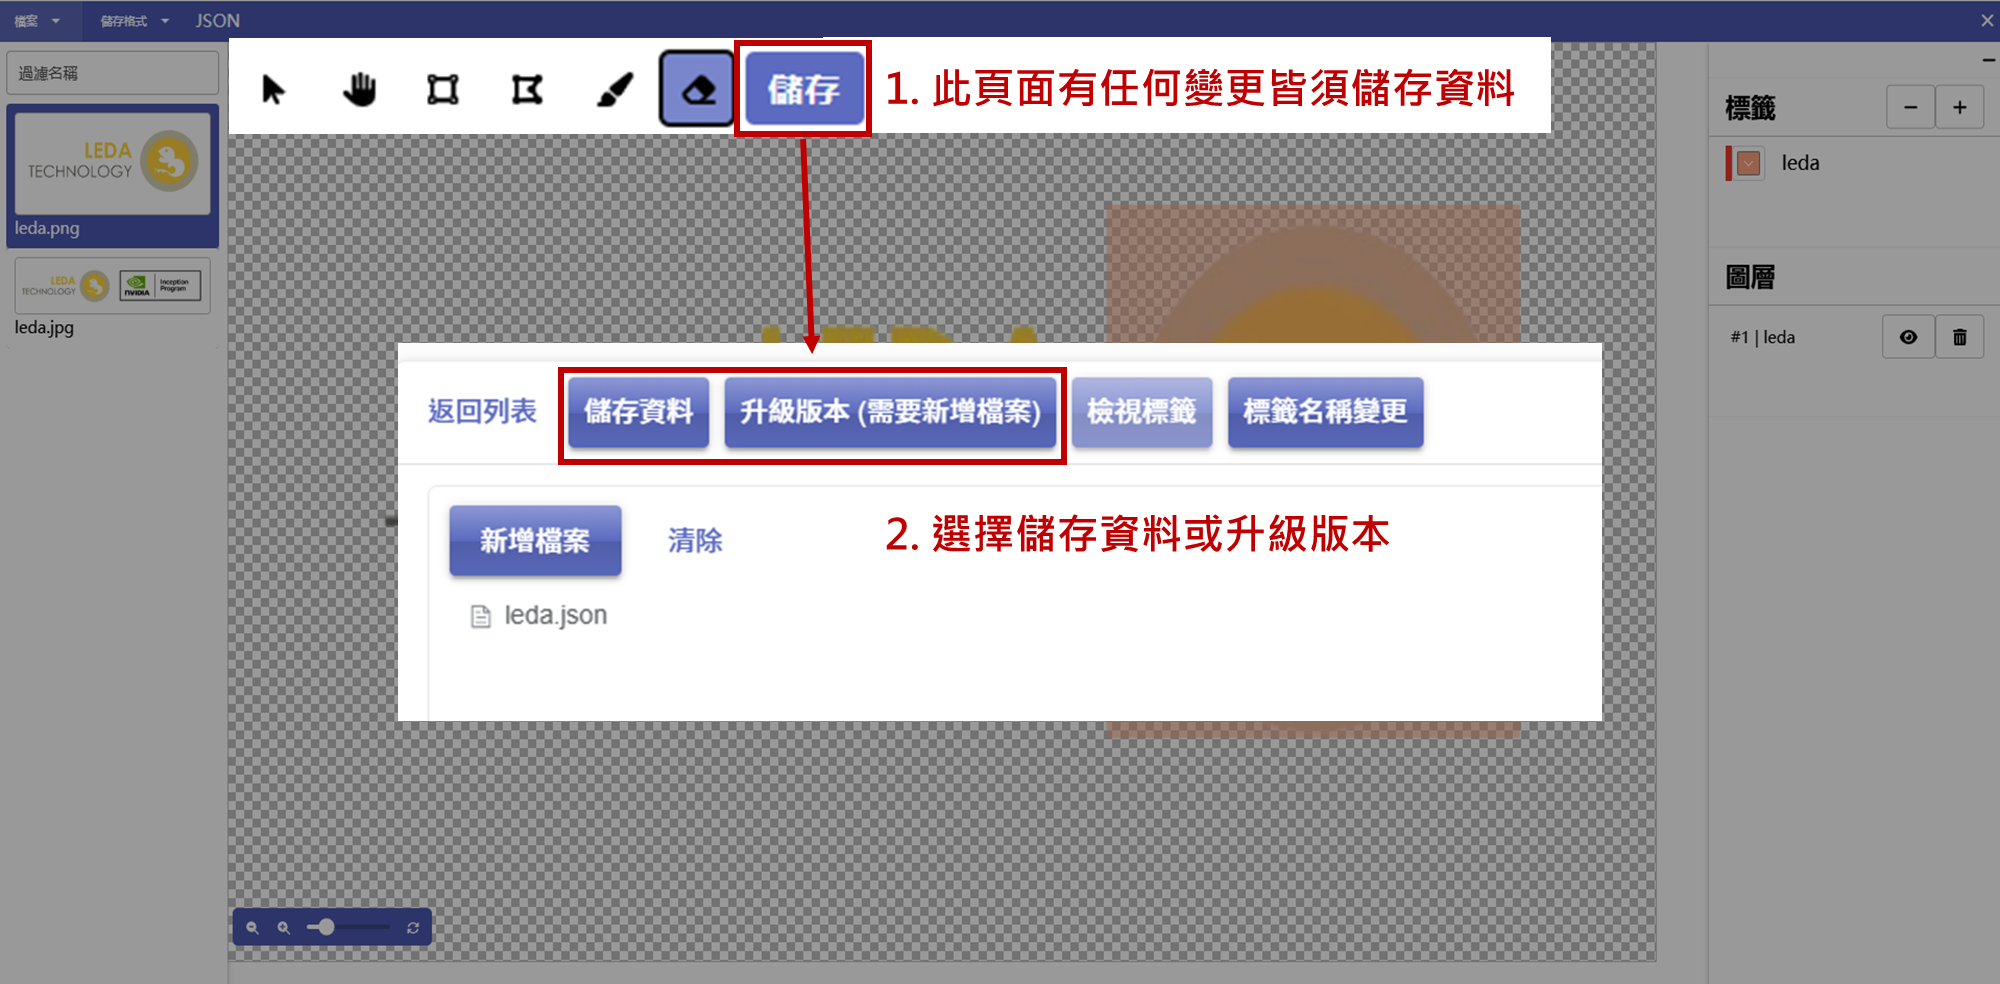 檔案
儲存格式
JSON
過濾名稱
LEDA
TECHNOLOGY
leda.png
LEDA
TECHNOLOGY
NVIDIA
Inception
Program
leda.jpg
儲存
1. 此頁面有任何變更皆須儲存資料
返回列表
儲存資料
升級版本 (需要新增檔案)
檢視標籤
標籤名稱變更
新增檔案
清除
2. 選擇儲存資料或升級版本
leda.json
標籤
leda
圖層
#1 | leda